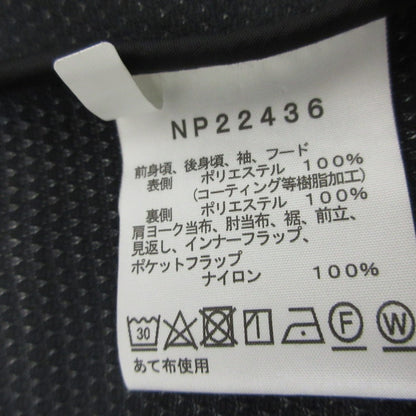 NP22436
前身頃、後身頃、袖、フード
表側 ポリエステル 100%
(コーティング等樹脂加工)
裏側 ポリエステル 100%
肩ヨーク当布、肘当布、裾、前立、
見返し、インナーフラップ、
ポケットフラップ
ナイロン 100%
30 F W
あて布使用